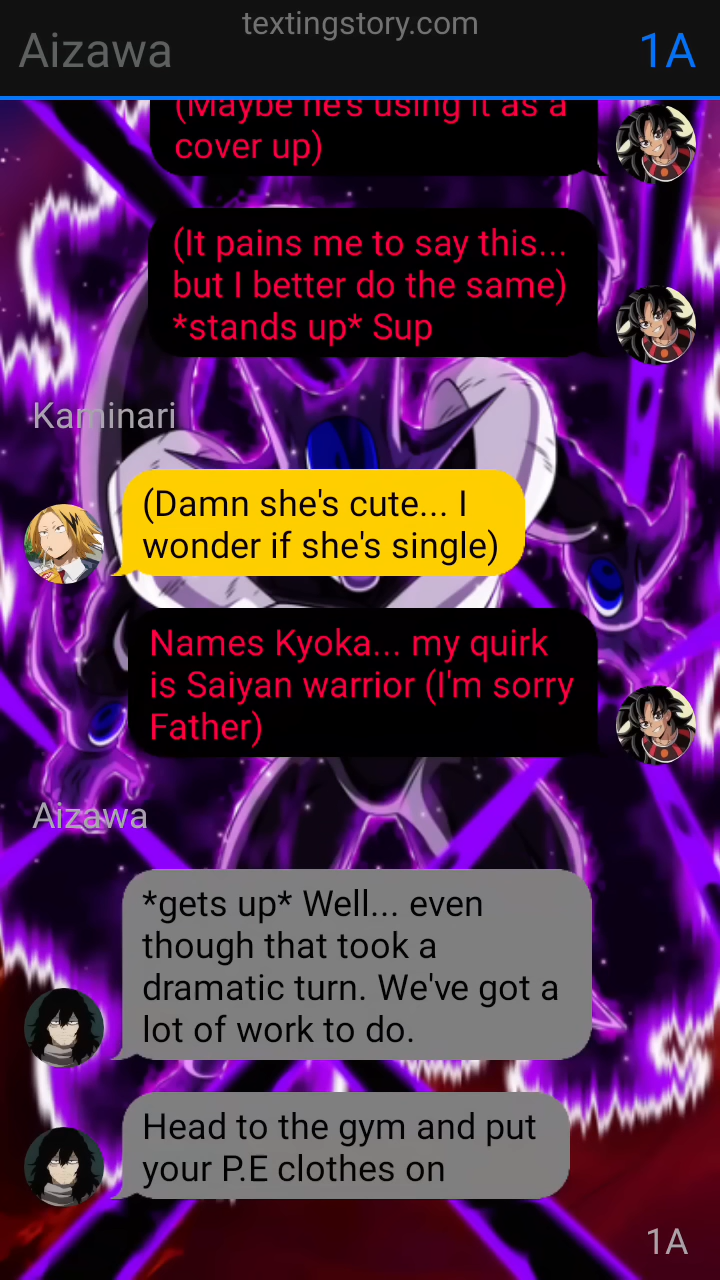 textingstory.com
Aizawa
1A
(Maybe he's using it as a
cover up)
(It pains me to say this...
but I better do the same)
*stands up* Sup
Kaminari
(Damn she's cute... I
wonder if she's single)
Names Kyoka... my quirk
is Saiyan warrior (I'm sorry
Father)
Aizawa
*gets up* Well... even
though that took a
dramatic turn. We've got a
lot of work to do.
Head to the gym and put
your P.E clothes on
1A